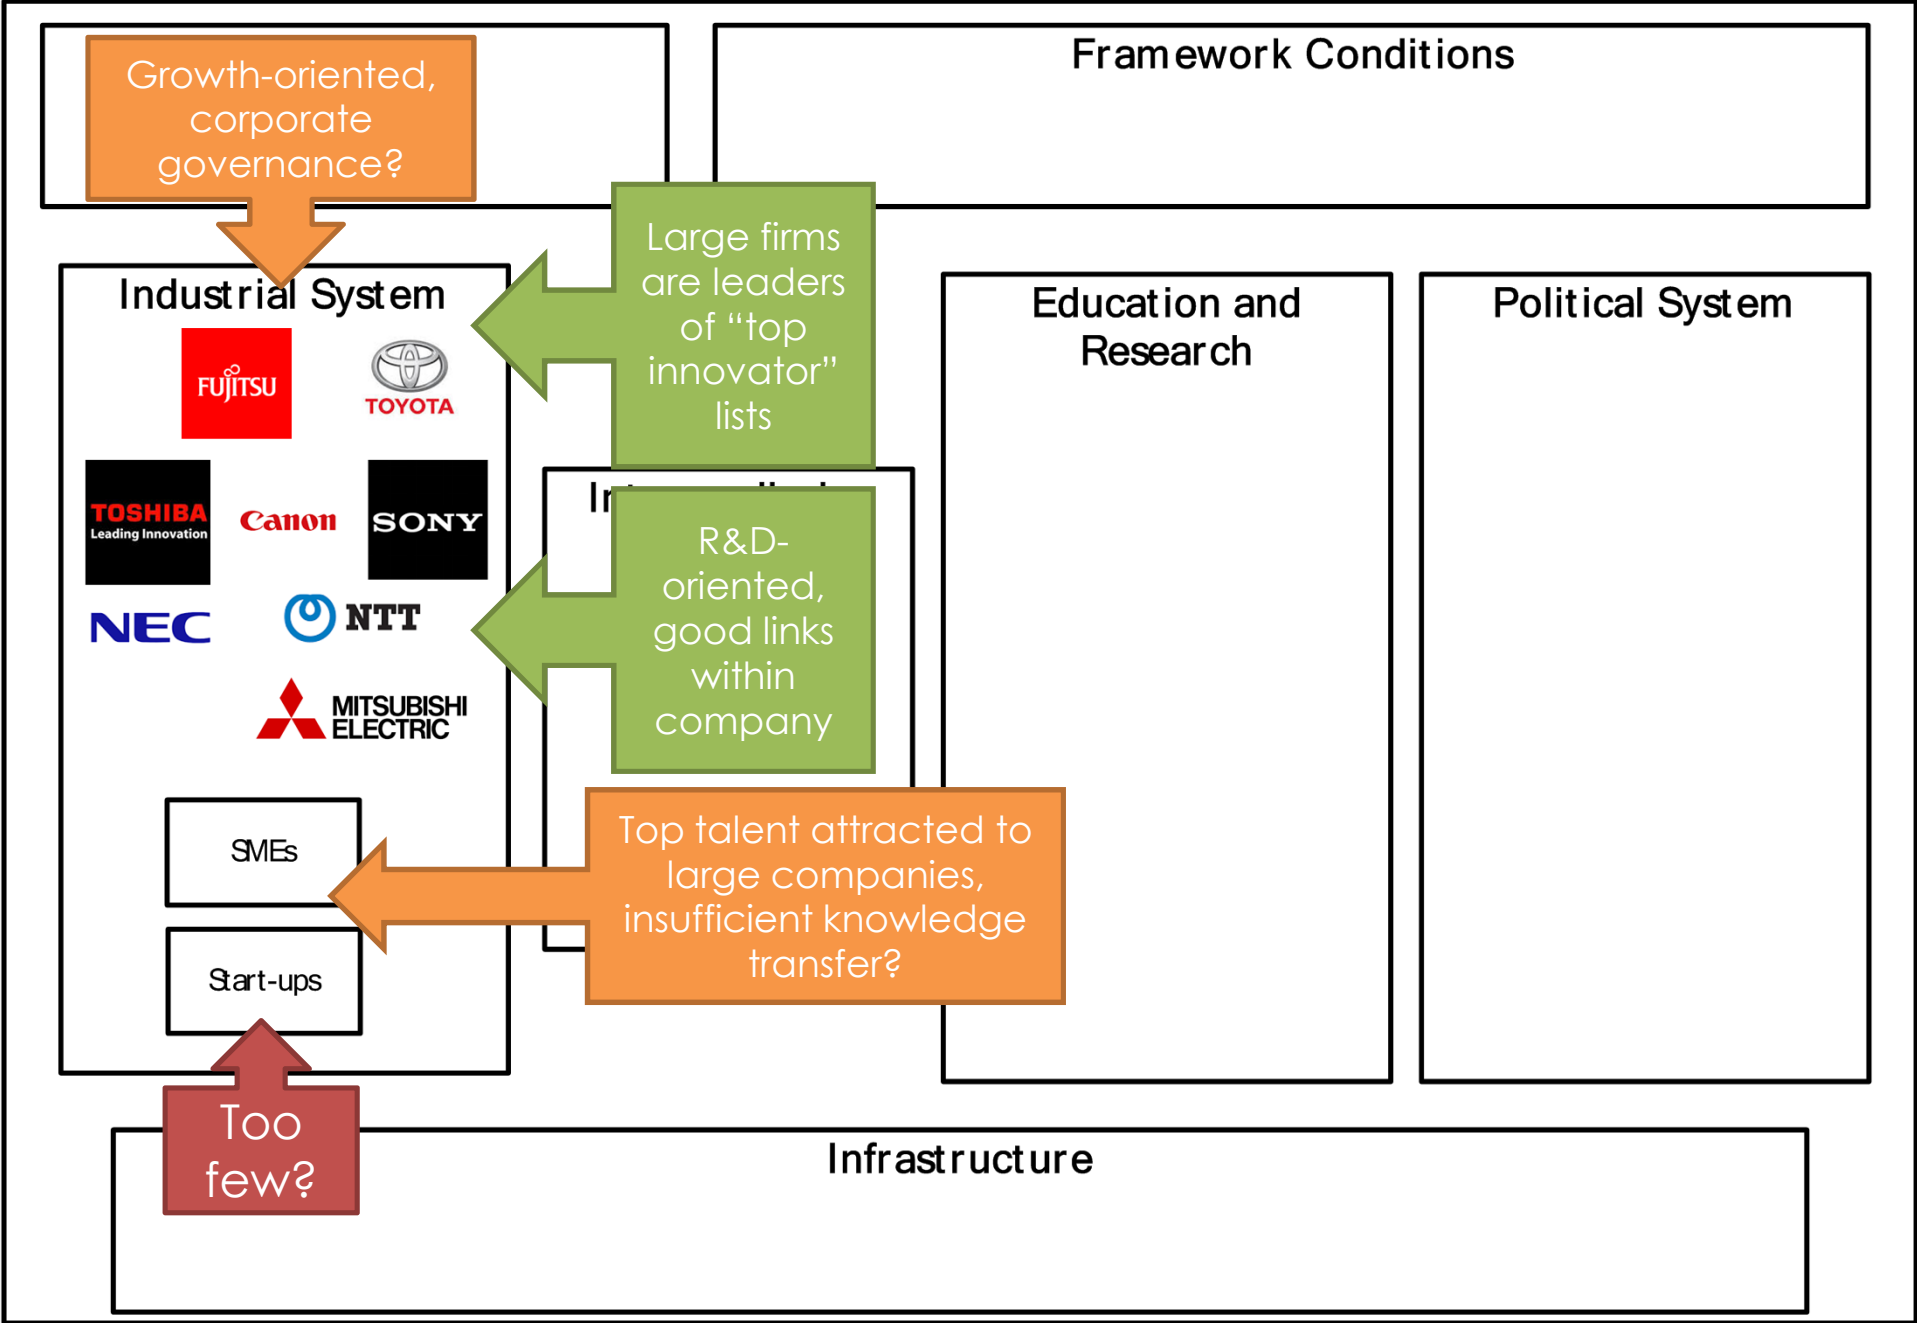 Growth-oriented,
corporate
governance?
Framework Conditions
Large firms
are leaders
of “top
innovator”
lists
Industrial System
FUJITSU
TOYOTA
TOSHIBA
Leading Innovation
Canon
SONY
NEC
NTT
MITSUBISHI
ELECTRIC
SMEs
Start-ups
Too
few?
R&D-
oriented,
good links
within
company
Top talent attracted to
large companies,
insufficient knowledge
transfer?
Education and
Research
Political System
Infrastructure